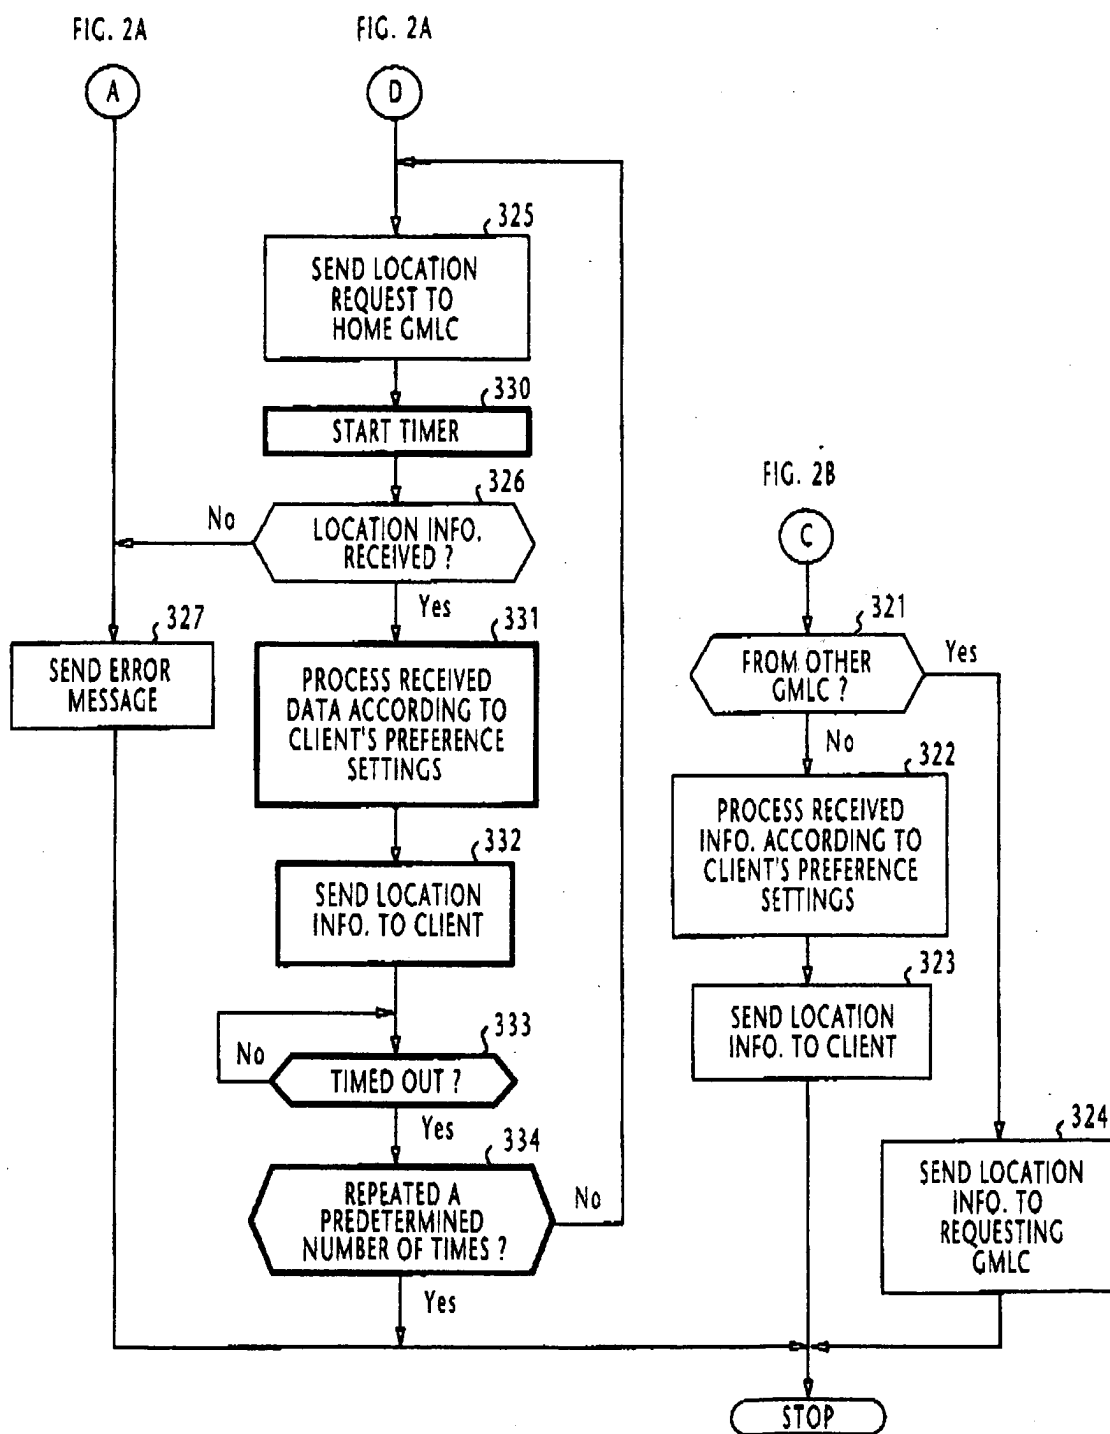 FIG. 2A
A
FIG. 2A
D
325
SEND LOCATION
REQUEST TO
HOME GMLC
330
START TIMER
326
LOCATION INFO.
RECEIVED ?
No
Yes
327
SEND ERROR
MESSAGE
331
PROCESS RECEIVED
DATA ACCORDING TO
CLIENT'S PREFERENCE
SETTINGS
332
SEND LOCATION
INFO. TO CLIENT
333
TIMED OUT ?
No
Yes
334
REPEATED A
PREDETERMINED
NUMBER OF TIMES ?
No
Yes
FIG. 2B
C
321
FROM OTHER
GMLC ?
Yes
No
322
PROCESS RECEIVED
INFO. ACCORDING TO
CLIENT'S PREFERENCE
SETTINGS
323
SEND LOCATION
INFO. TO CLIENT
324
SEND LOCATION
INFO. TO
REQUESTING
GMLC
STOP